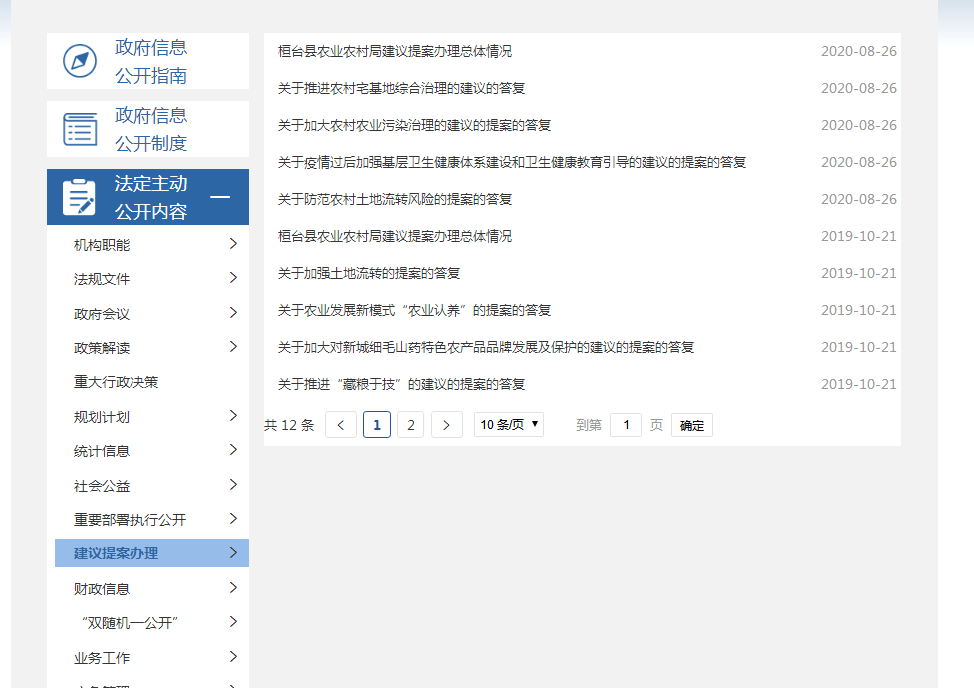 政府信息
公开指南
政府信息
公开制度
法定主动
公开内容
机构职能
法规文件
政府会议
政策解读
重大行政决策
规划计划
统计信息
社会公益
重要部署执行公开
建议提案办理
财政信息
“双随机一公开”
业务工作
桓台县农业农村局建议提案办理总体情况 2020-08-26
关于推进农村宅基地综合治理的建议的答复 2020-08-26
关于加大农村农业污染治理的建议的提案的答复 2020-08-26
关于疫情过后加强基层卫生健康体系建设和卫生健康教育引导的建议的提案的答复 2020-08-26
关于防范农村土地流转风险的提案的答复 2020-08-26
桓台县农业农村局建议提案办理总体情况 2019-10-21
关于加强土地流转的提案的答复 2019-10-21
关于农业发展新模式“农业认养”的提案的答复 2019-10-21
关于加大对新城细毛山药特色农产品品牌发展及保护的建议的提案的答复 2019-10-21
关于推进“藏粮于技”的建议的提案的答复 2019-10-21
共 12 条 < 1 2 > 10 条/页 到第 1 页 确定